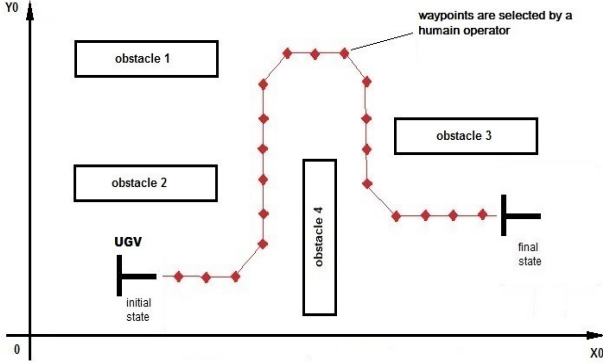 Y0
waypoints are selected by a
humain operator
obstacle 1
obstacle 3
obstacle 2
obstacle 4
UGV
initial
state
final
state
0
X0